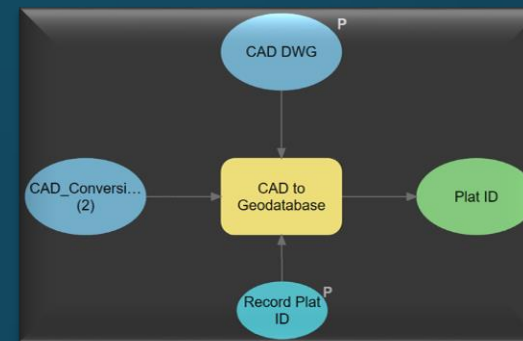 P
CAD DWG
CAD_Conversi...
(2)
CAD to
Geodatabase
Plat ID
P
Record Plat
ID